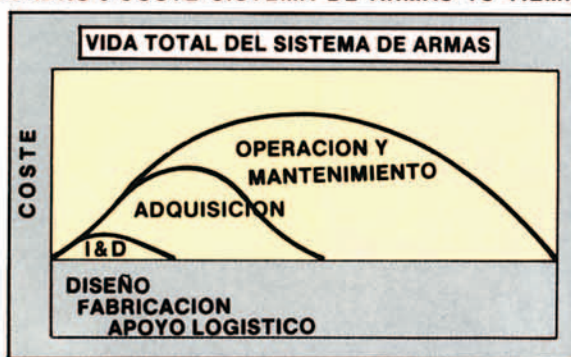 VIDA TOTAL DEL SISTEMA DE ARMAS
COSTE
OPERACION Y
MANTENIMIENTO
ADQUISICION
I & D
DISEÑO
FABRICACION
APOYO LOGISTICO